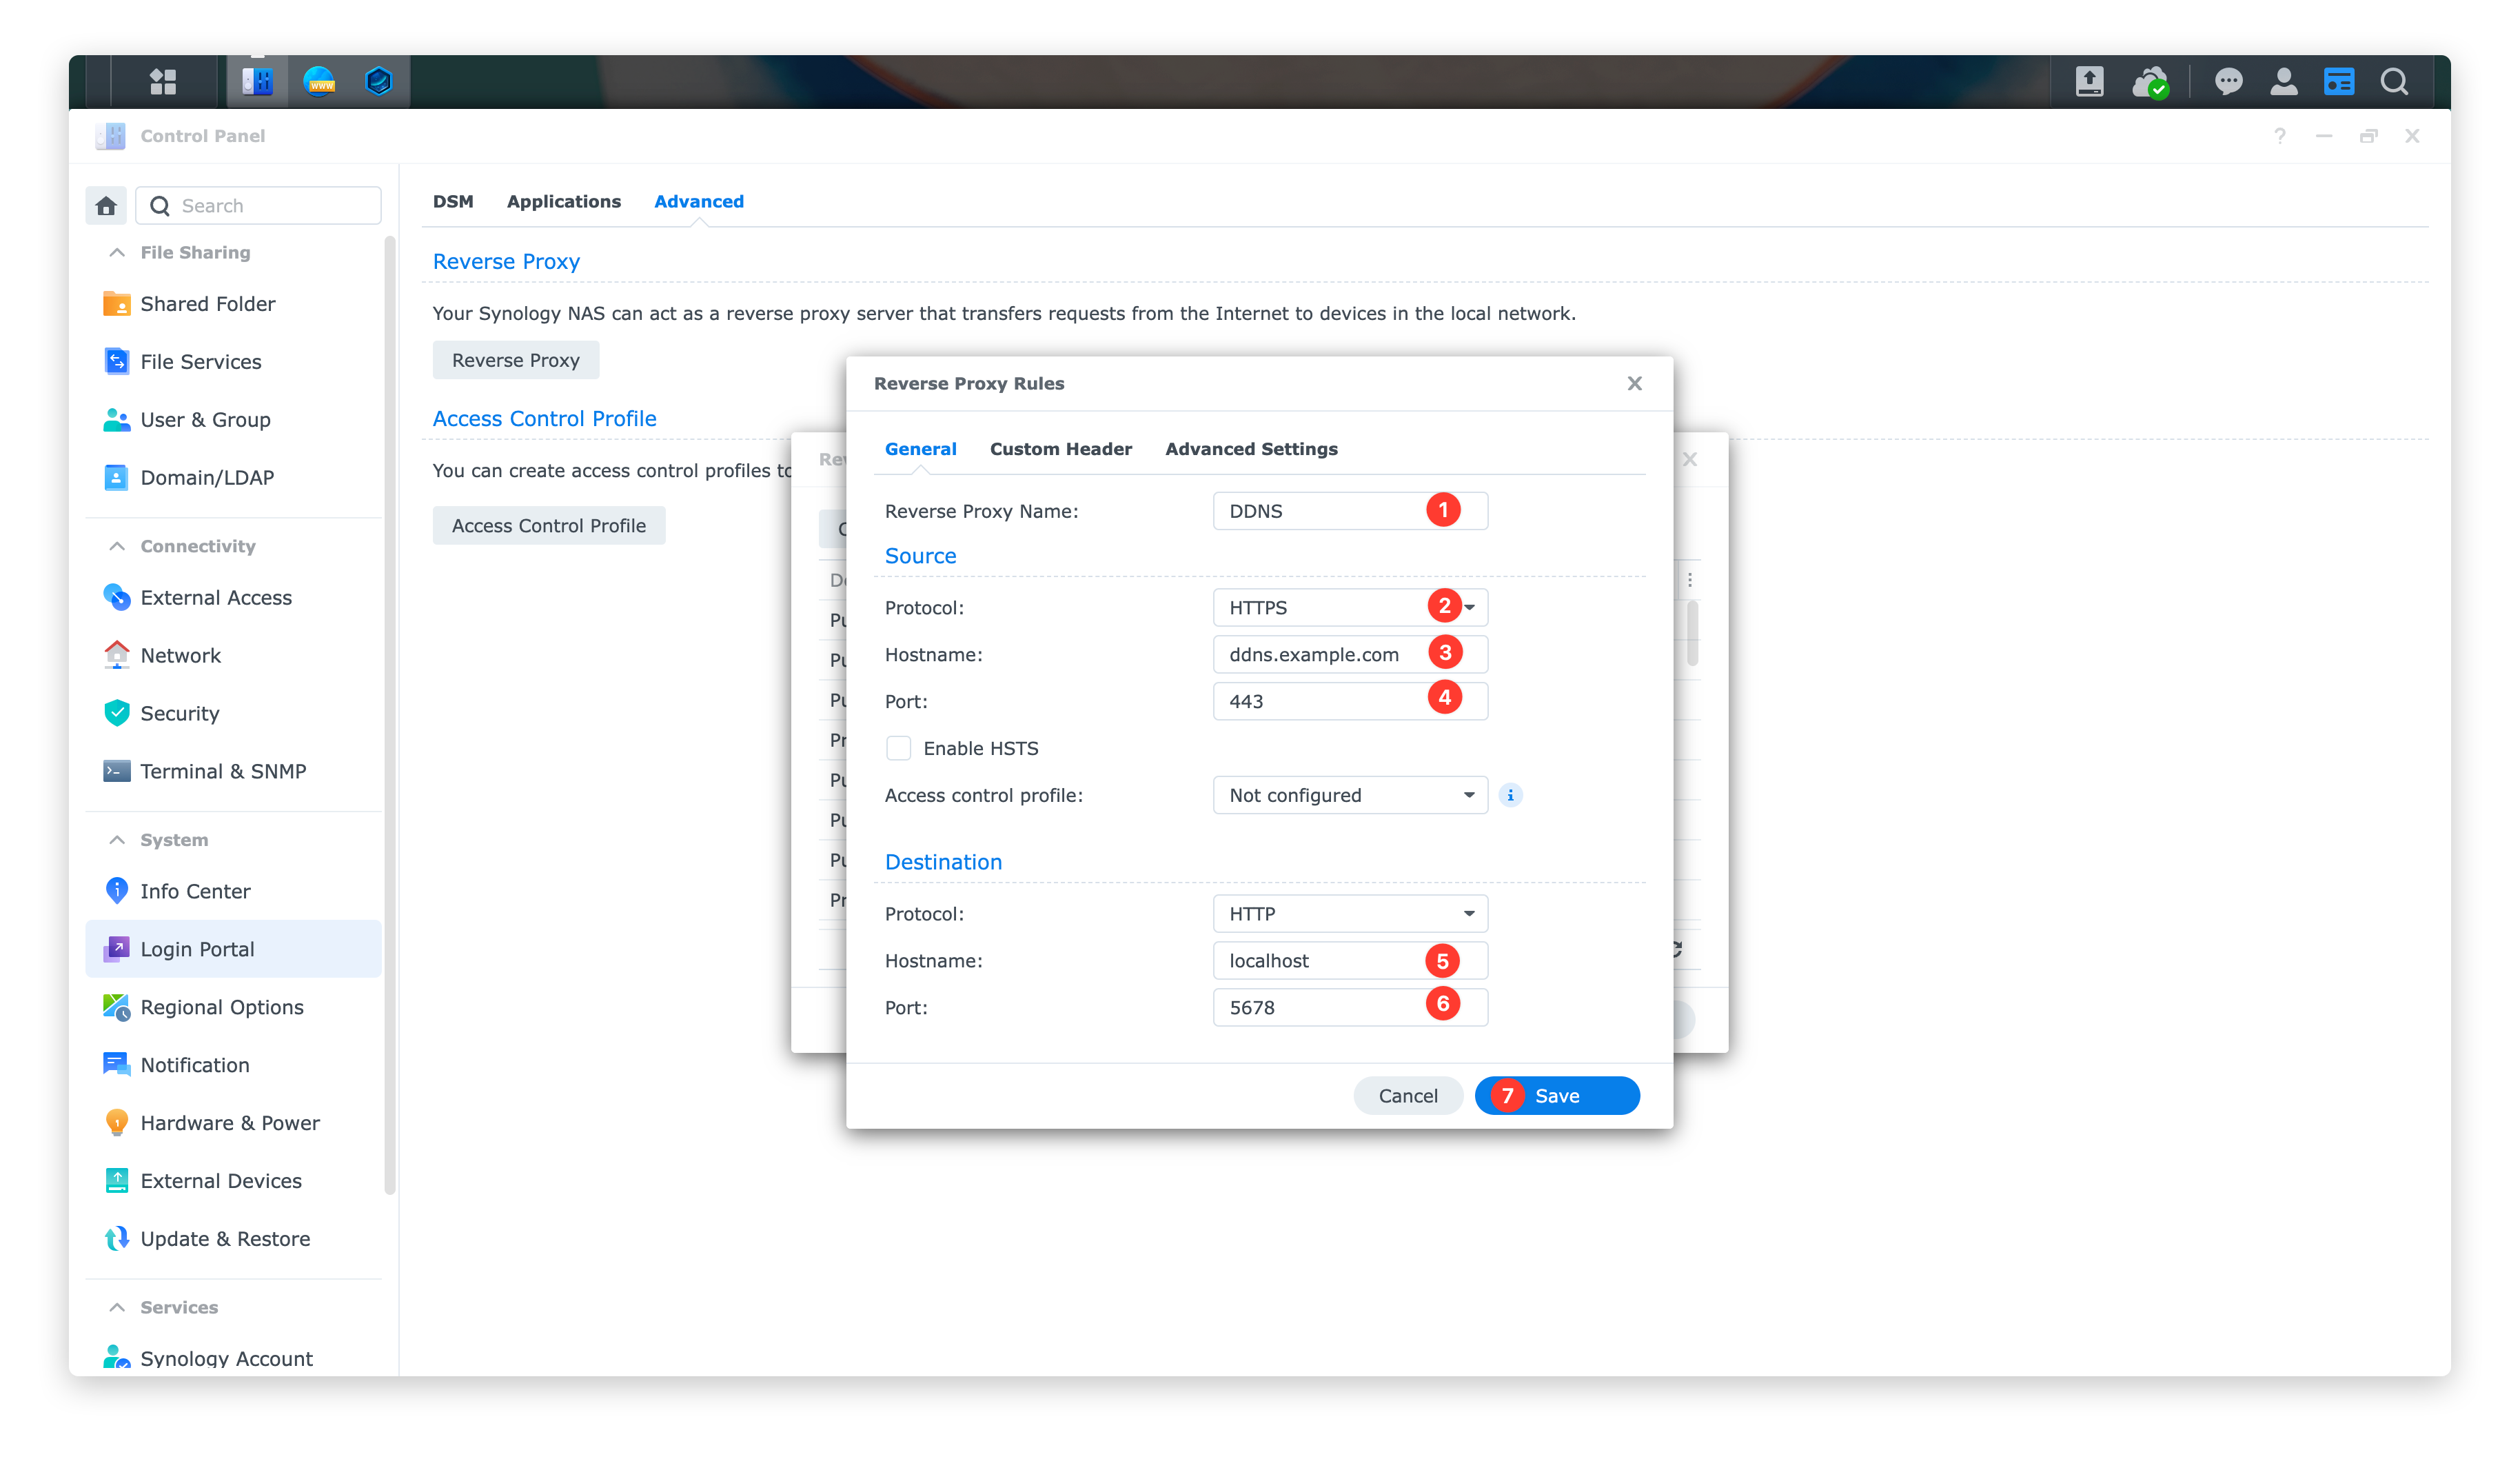 www
Control Panel
?
Search
DSM Applications Advanced
File Sharing
Shared Folder
File Services
User & Group
Domain/LDAP
Connectivity
External Access
Network
Security
Terminal & SNMP
System
Info Center
Login Portal
Regional Options
Notification
Hardware & Power
External Devices
Update & Restore
Services
Synology Account
Reverse Proxy
Your Synology NAS can act as a reverse proxy server that transfers requests from the Internet to devices in the local network.
Reverse Proxy
Access Control Profile
You can create access control profiles to
Access Control Profile
Reverse Proxy Rules
General Custom Header Advanced Settings
Reverse Proxy Name: DDNS 1
Source
Protocol: HTTPS 2
Hostname: ddns.example.com 3
Port: 443 4
Enable HSTS
Access control profile: Not configured i
Destination
Protocol: HTTP
Hostname: localhost 5
Port: 5678 6
Cancel 7 Save